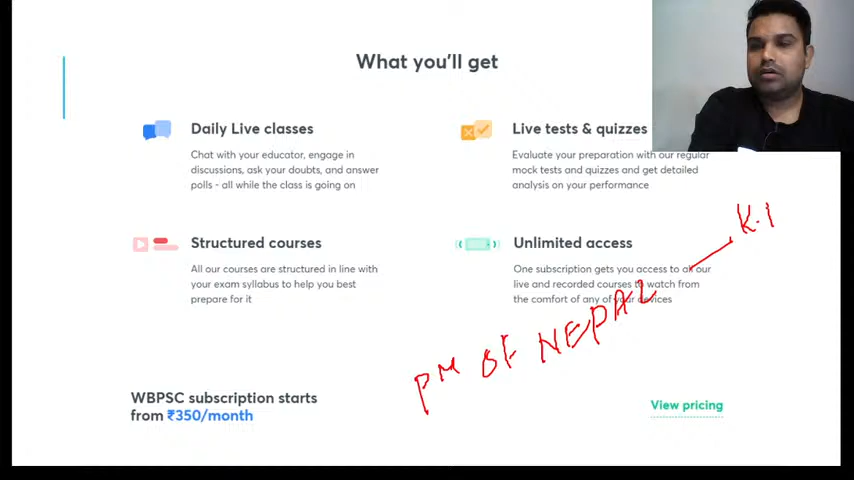 What you'll get
Daily Live classes
Chat with your educator, engage in
discussions, ask your doubts, and answer
polls - all while the class is going on
Live tests & quizzes
Evaluate your preparation with our regular
mock tests and quizzes and get detailed
analysis on your performance
Structured courses
All our courses are structured in line with
your exam syllabus to help you best
prepare for it
Unlimited access
One subscription gets you access to all our
live and recorded courses to watch from
the comfort of any of your devices
K.I
PM OF NEPAL
WBPSC subscription starts
from ₹350/month
View pricing